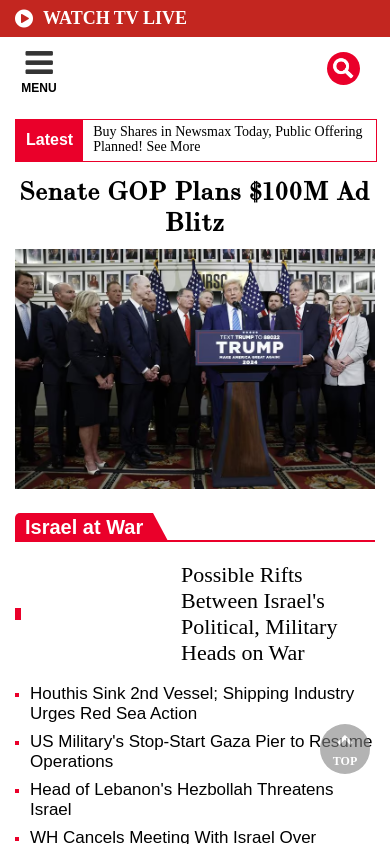 WATCH TV LIVE
MENU
Latest
Buy Shares in Newsmax Today, Public Offering
Planned! See More
Senate GOP Plans $100M Ad
Blitz
NRSC
TEXT TRUMP TO 88022
TRUMP
MAKE AMERICA GREAT AGAIN!
2024
Israel at War
Possible Rifts
Between Israel's
Political, Military
Heads on War
Houthis Sink 2nd Vessel; Shipping Industry
Urges Red Sea Action
US Military's Stop-Start Gaza Pier to Resume
Operations
TOP
Head of Lebanon's Hezbollah Threatens
Israel
WH Cancels Meeting With Israel Over